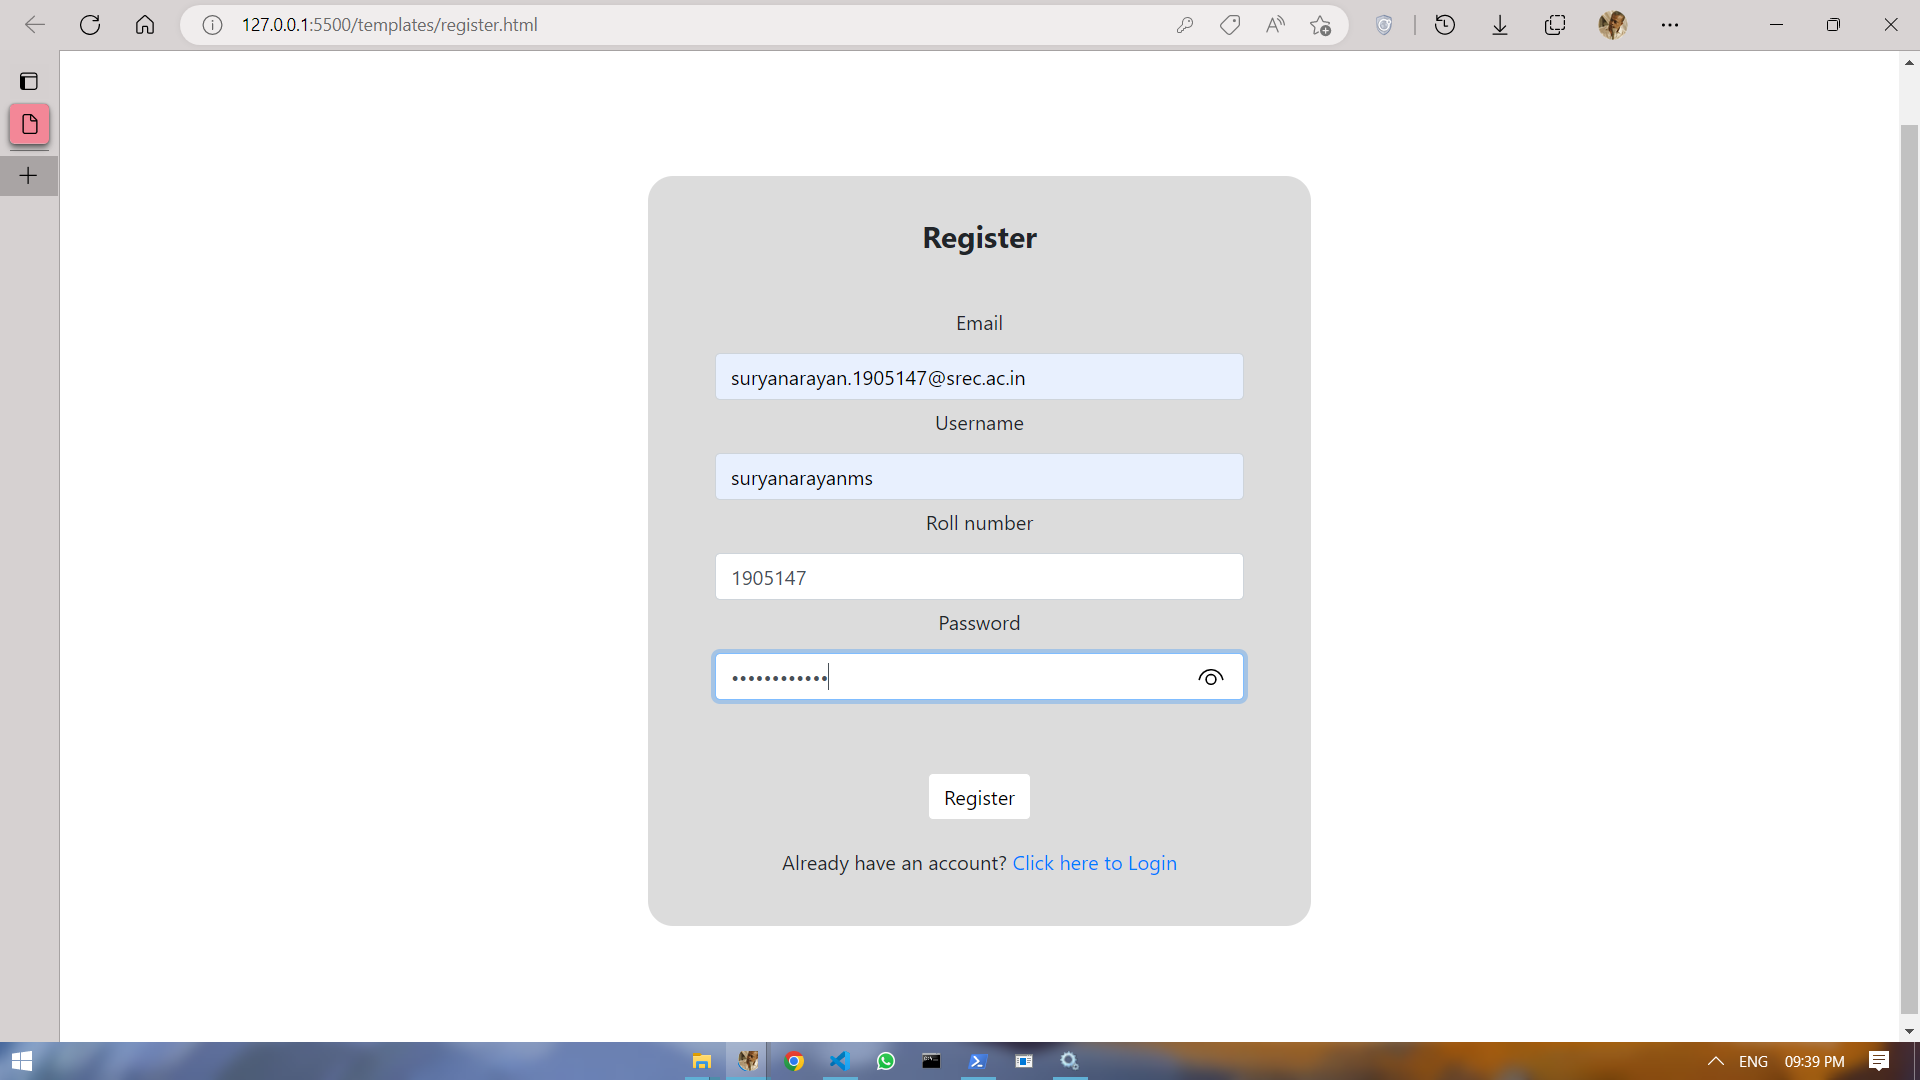 127.0.0.1:5500/templates/register.html
Register
Email
suryanarayan.1905147@srec.ac.in
Username
suryanarayanms
Roll number
1905147
Password
••••••••••••
Register
Already have an account? Click here to Login
ENG 09:39 PM